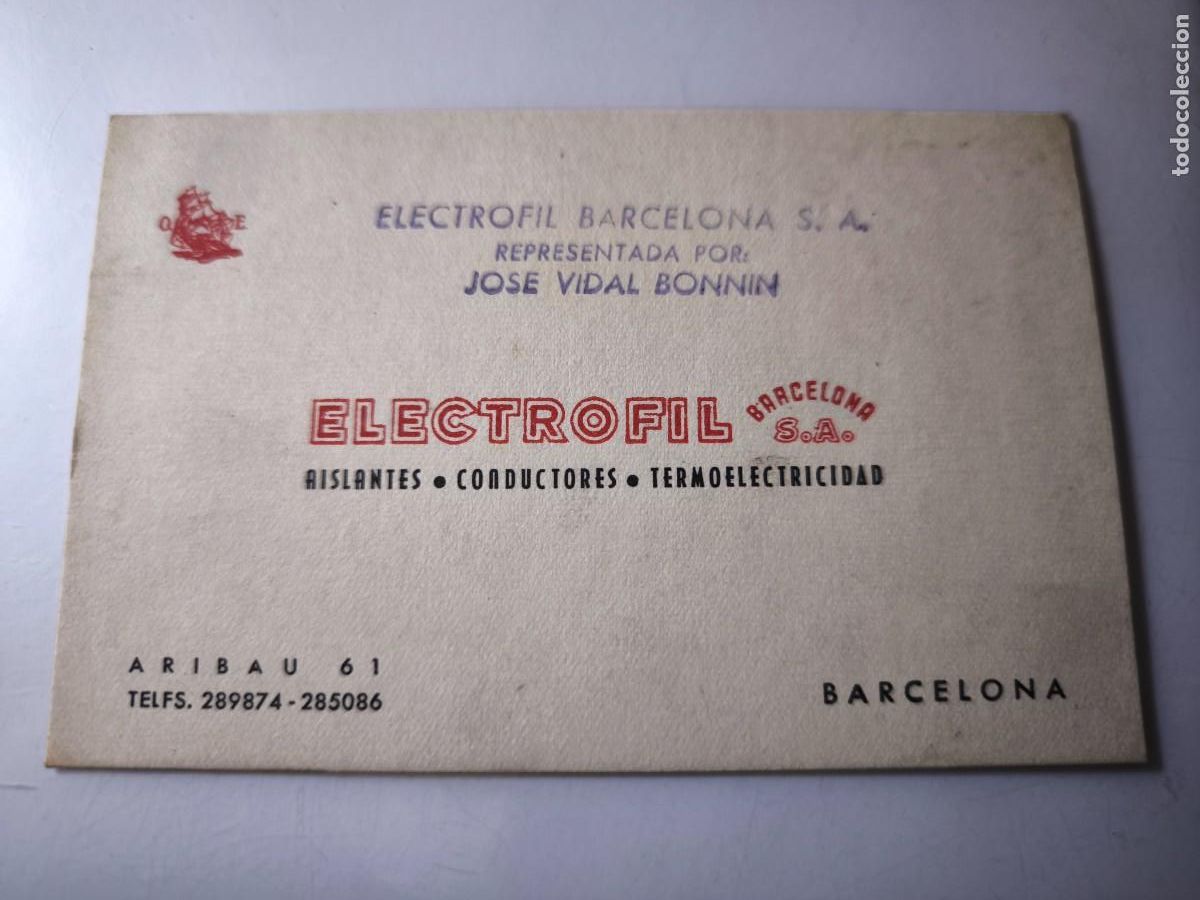 O E
ELECTROFIL BARCELONA S. A.
REPRESENTADA POR:
JOSE VIDAL BONNIN
ELECTROFIL BARCELONA S.A.
AISLANTES • CONDUCTORES • TERMOELECTRICIDAD
ARIBAU 61
TELFS. 289874 - 285086
BARCELONA
todocoleccion